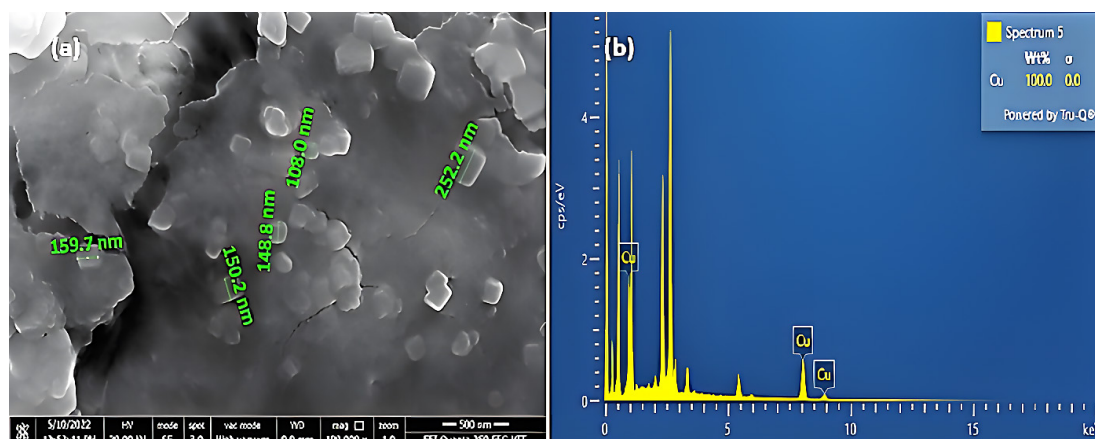 (a)
108.0 nm
252.2 nm
148.8 nm
159.7 nm
150.2 nm
5/10/2022 HV mode spot vac mode WD mag □ zoom 500 nm
(b)
Spectrum 5
Wt% σ
Cu 100.0 0.0
Powered by Tru-Q®
cps/eV
4
2
0
Cu
Cu
Cu
0 5 10 15 ke